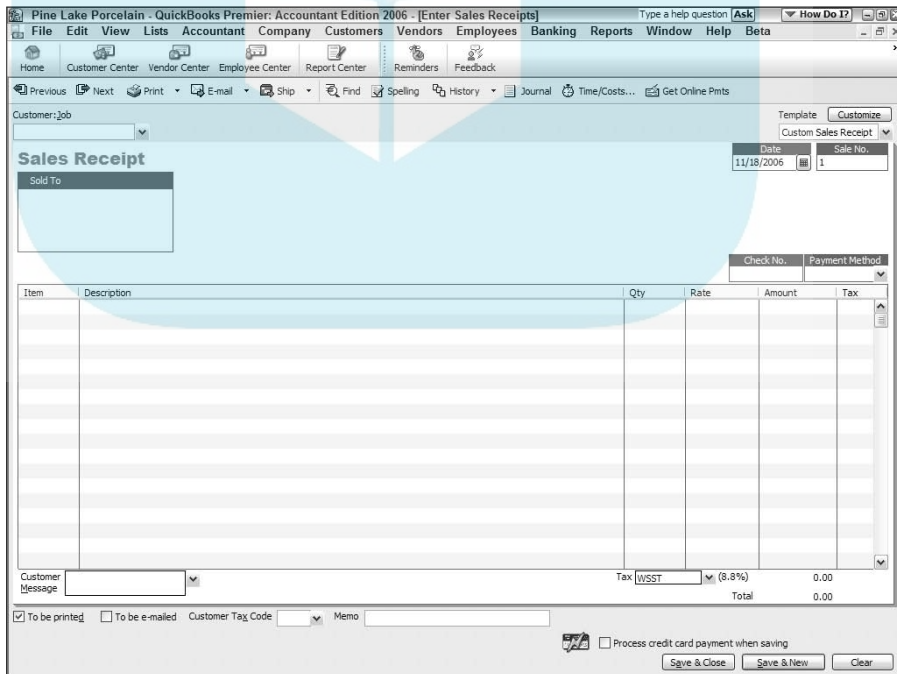 Pine Lake Porcelain - QuickBooks Premier: Accountant Edition 2006 - [Enter Sales Receipts] Type a help question Ask How Do I?
File Edit View Lists Accountant Company Customers Vendors Employees Banking Reports Window Help Beta
Home Customer Center Vendor Center Employee Center Report Center Reminders Feedback
Previous Next Print E-mail Ship Find Spelling History Journal Time/Costs... Get Online Pmts
Customer:Job Template Customize
Custom Sales Receipt
Sales Receipt Date Sale No.
11/18/2006 1
Sold To
Check No. Payment Method
Item Description Qty Rate Amount Tax
Customer Message Tax WSST (8.8%) 0.00
Total 0.00
To be printed To be e-mailed Customer Tax Code Memo
Process credit card payment when saving
Save & Close Save & New Clear